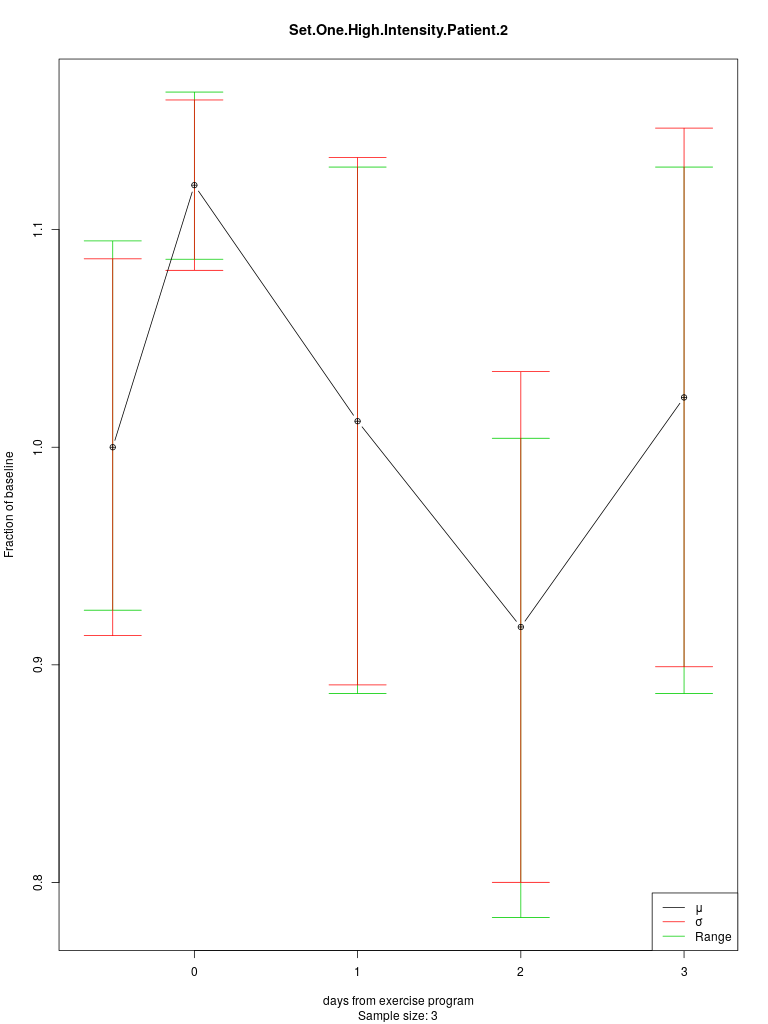 Set.One.High.Intensity.Patient.2
Fraction of baseline
1.1
1.0
0.9
0.8
0 1 2 3
μ
σ
Range
days from exercise program
Sample size: 3